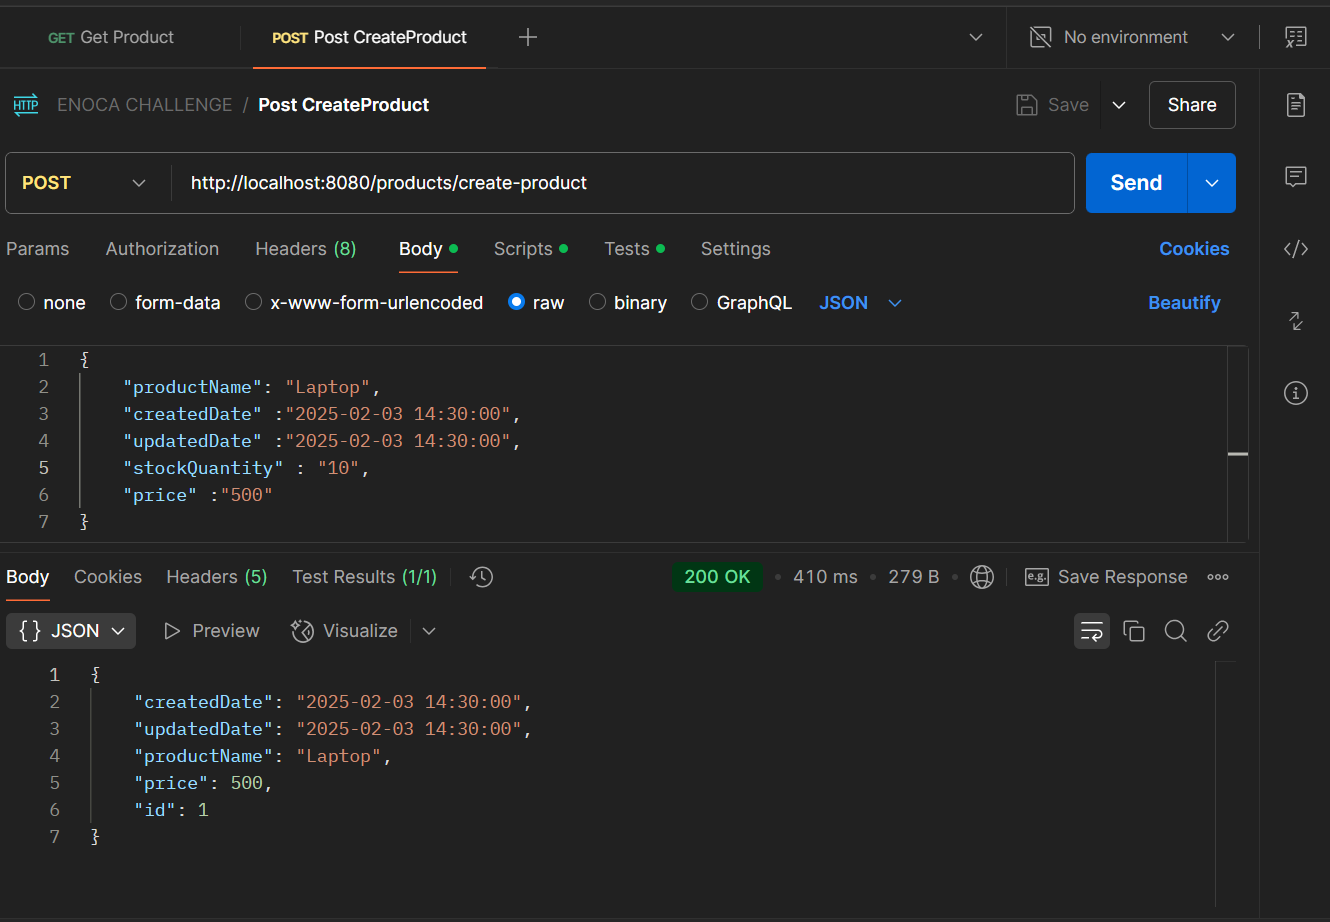 GET Get Product POST Post CreateProduct No environment
HTTP ENOCA CHALLENGE / Post CreateProduct Save Share
POST http://localhost:8080/products/create-product Send
Params Authorization Headers (8) Body Scripts Tests Settings Cookies
none form-data x-www-form-urlencoded raw binary GraphQL JSON Beautify
1 {
2 "productName": "Laptop",
3 "createdDate" :"2025-02-03 14:30:00",
4 "updatedDate" :"2025-02-03 14:30:00",
5 "stockQuantity" : "10",
6 "price" :"500"
7 }
Body Cookies Headers (5) Test Results (1/1) 200 OK • 410 ms • 279 B • e.g. Save Response
{} JSON Preview Visualize
1 {
2 "createdDate": "2025-02-03 14:30:00",
3 "updatedDate": "2025-02-03 14:30:00",
4 "productName": "Laptop",
5 "price": 500,
6 "id": 1
7 }